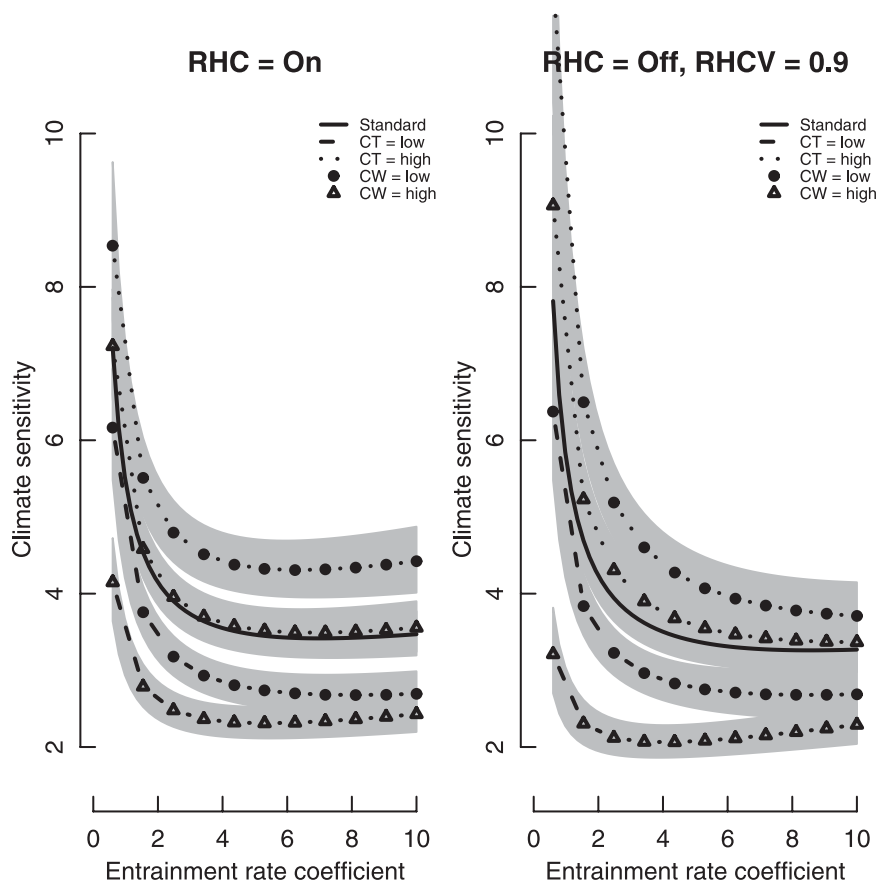 RHC = On
Standard
CT = low
CT = high
CW = low
CW = high
Climate sensitivity
10
8
6
4
2
0 2 4 6 8 10
Entrainment rate coefficient
RHC = Off, RHCV = 0.9
Standard
CT = low
CT = high
CW = low
CW = high
Climate sensitivity
10
8
6
4
2
0 2 4 6 8 10
Entrainment rate coefficient